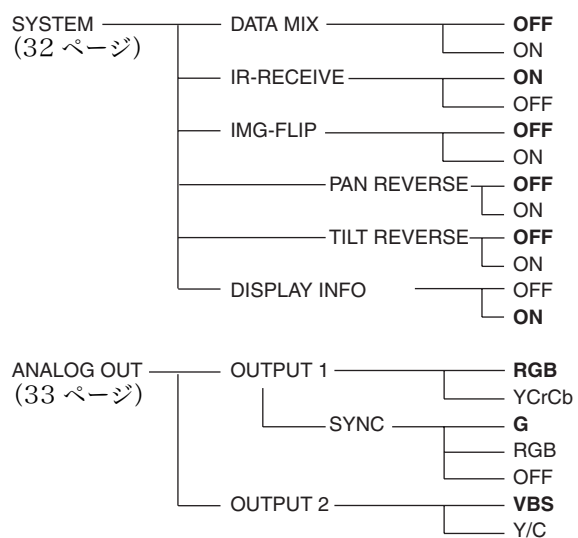 SYSTEM DATA MIX OFF
(32 ページ) ON
IR-RECEIVE ON
OFF
IMG-FLIP OFF
ON
PAN REVERSE OFF
ON
TILT REVERSE OFF
ON
DISPLAY INFO OFF
ON
ANALOG OUT OUTPUT 1 RGB
(33 ページ) YCrCb
SYNC G
RGB
OFF
OUTPUT 2 VBS
Y/C